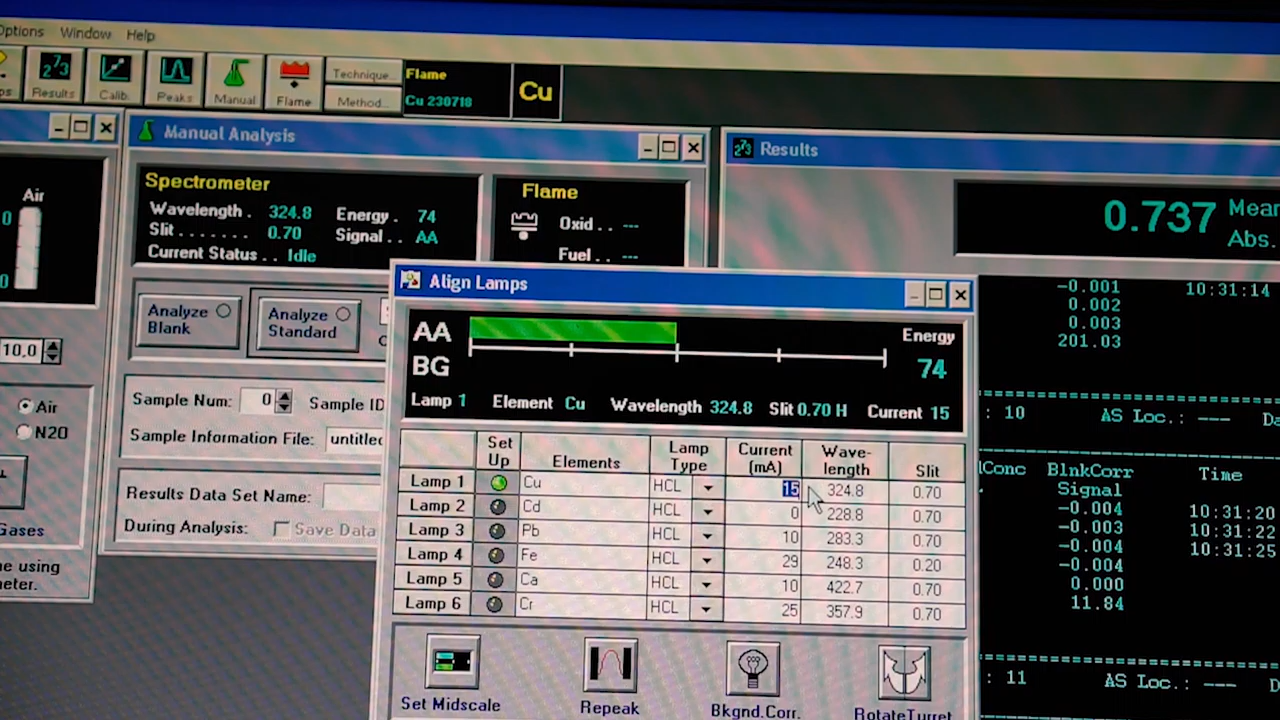 Options Window Help
Results
Calib.
Peaks
Manual
Flame
Technique...
Method...
Flame
Cu 230718
Cu
Air
0
0
10,0
Air
N20
Gases
using
Manual Analysis
Spectrometer
Wavelength . 324.8 Energy . 74
Slit . . . . . . . 0.70 Signal . . AA
Current Status . . Idle
Flame
Oxid . . ---
Fuel . . ---
Analyze
Blank
Analyze
Standard
Sample Num: 0 Sample ID
Sample Information File: untitled
Results Data Set Name:
During Analysis: Save Data
273 Results
0.737 Mean
Abs.
-0.001 10:31:14
0.002
0.003
201.03
: 10 AS Loc.: ---
Conc BlnkCorr Time
Signal
-0.004 10:31:20
-0.003 10:31:22
-0.004 10:31:25
0.000
11.84
: 11 AS Loc.: ---
Align Lamps
AA
BG
Energy
74
Lamp 1 Element Cu Wavelength 324.8 Slit 0.70 H Current 15
Set Up Elements Lamp Type Current (mA) Wave-length Slit
Lamp 1 Cu HCL 15 324.8 0.70
Lamp 2 Cd HCL 0 228.8 0.70
Lamp 3 Pb HCL 10 283.3 0.70
Lamp 4 Fe HCL 29 248.3 0.20
Lamp 5 Ca HCL 10 422.7 0.70
Lamp 6 Cr HCL 25 357.9 0.70
Set Midscale
Repeak
Bkgnd.Corr.
RotateTurret